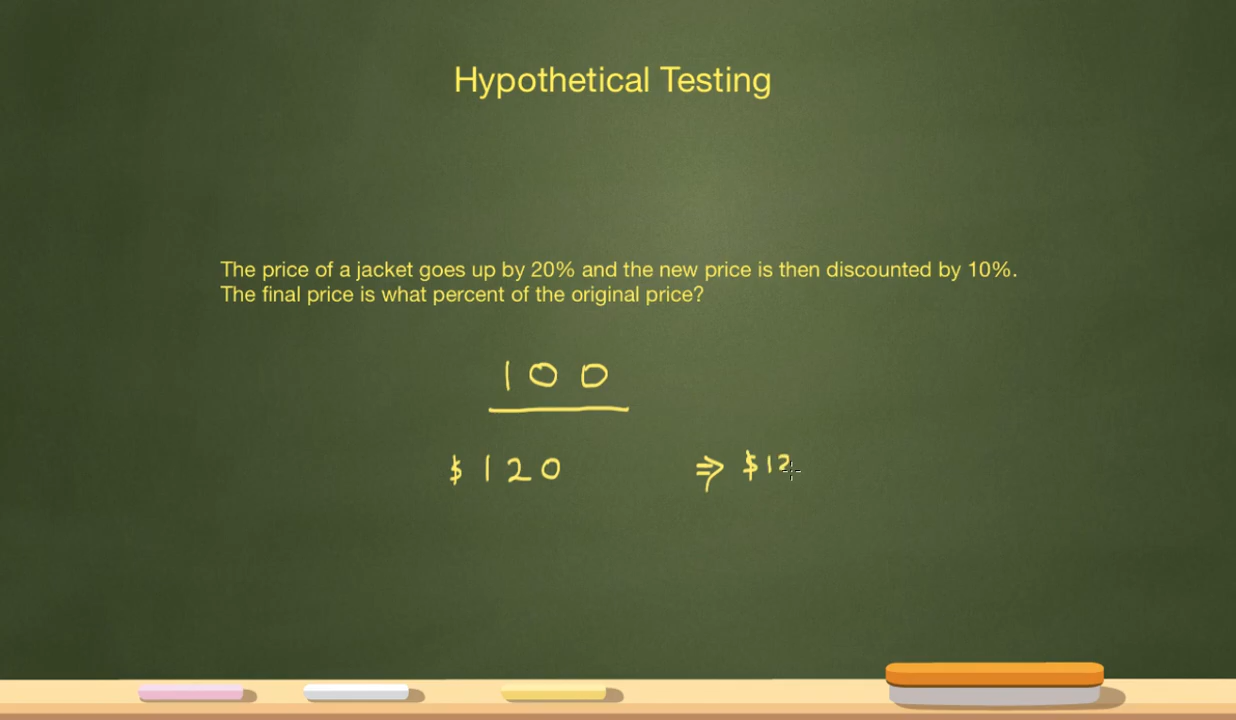 Hypothetical Testing
The price of a jacket goes up by 20% and the new price is then discounted by 10%.
The final price is what percent of the original price?
100
$120 ⇒ $12